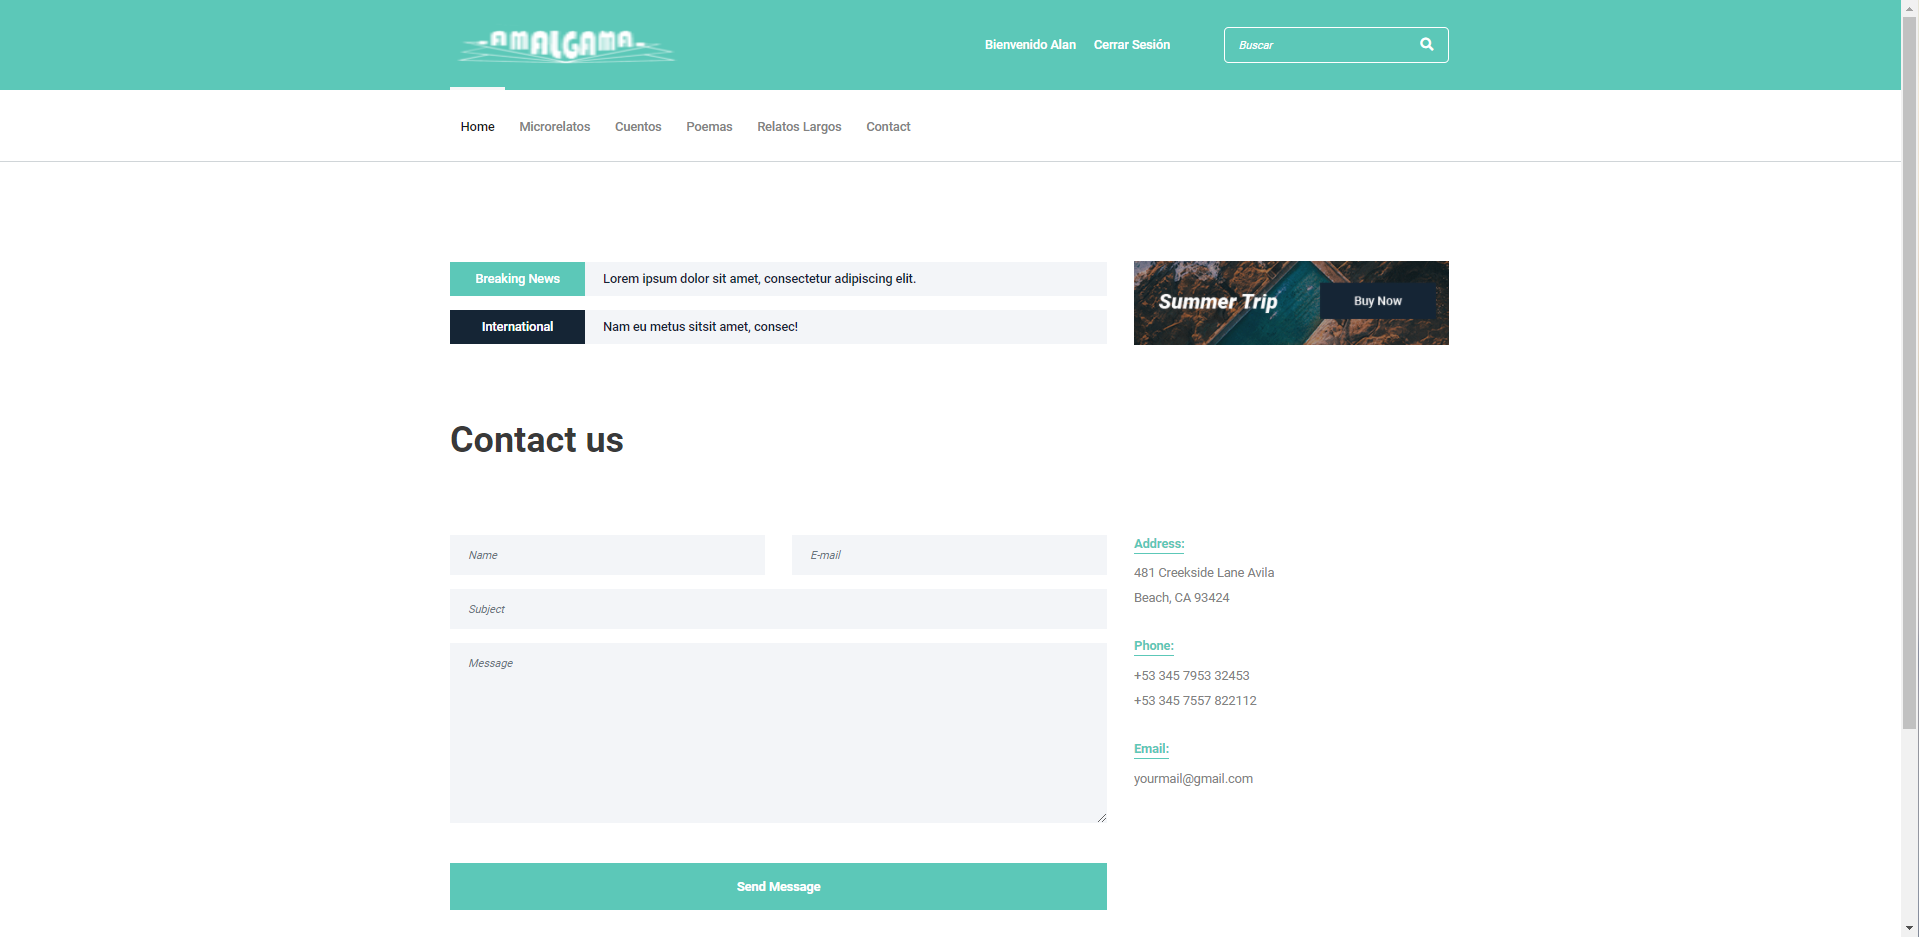 AMALGAMA
Bienvenido Alan Cerrar Sesión Buscar
Home Microrelatos Cuentos Poemas Relatos Largos Contact
Breaking News Lorem ipsum dolor sit amet, consectetur adipiscing elit.
International Nam eu metus sitsit amet, consec!
Summer Trip Buy Now
Contact us
Name E-mail
Subject
Message
Send Message
Address:
481 Creekside Lane Avila
Beach, CA 93424
Phone:
+53 345 7953 32453
+53 345 7557 822112
Email:
yourmail@gmail.com